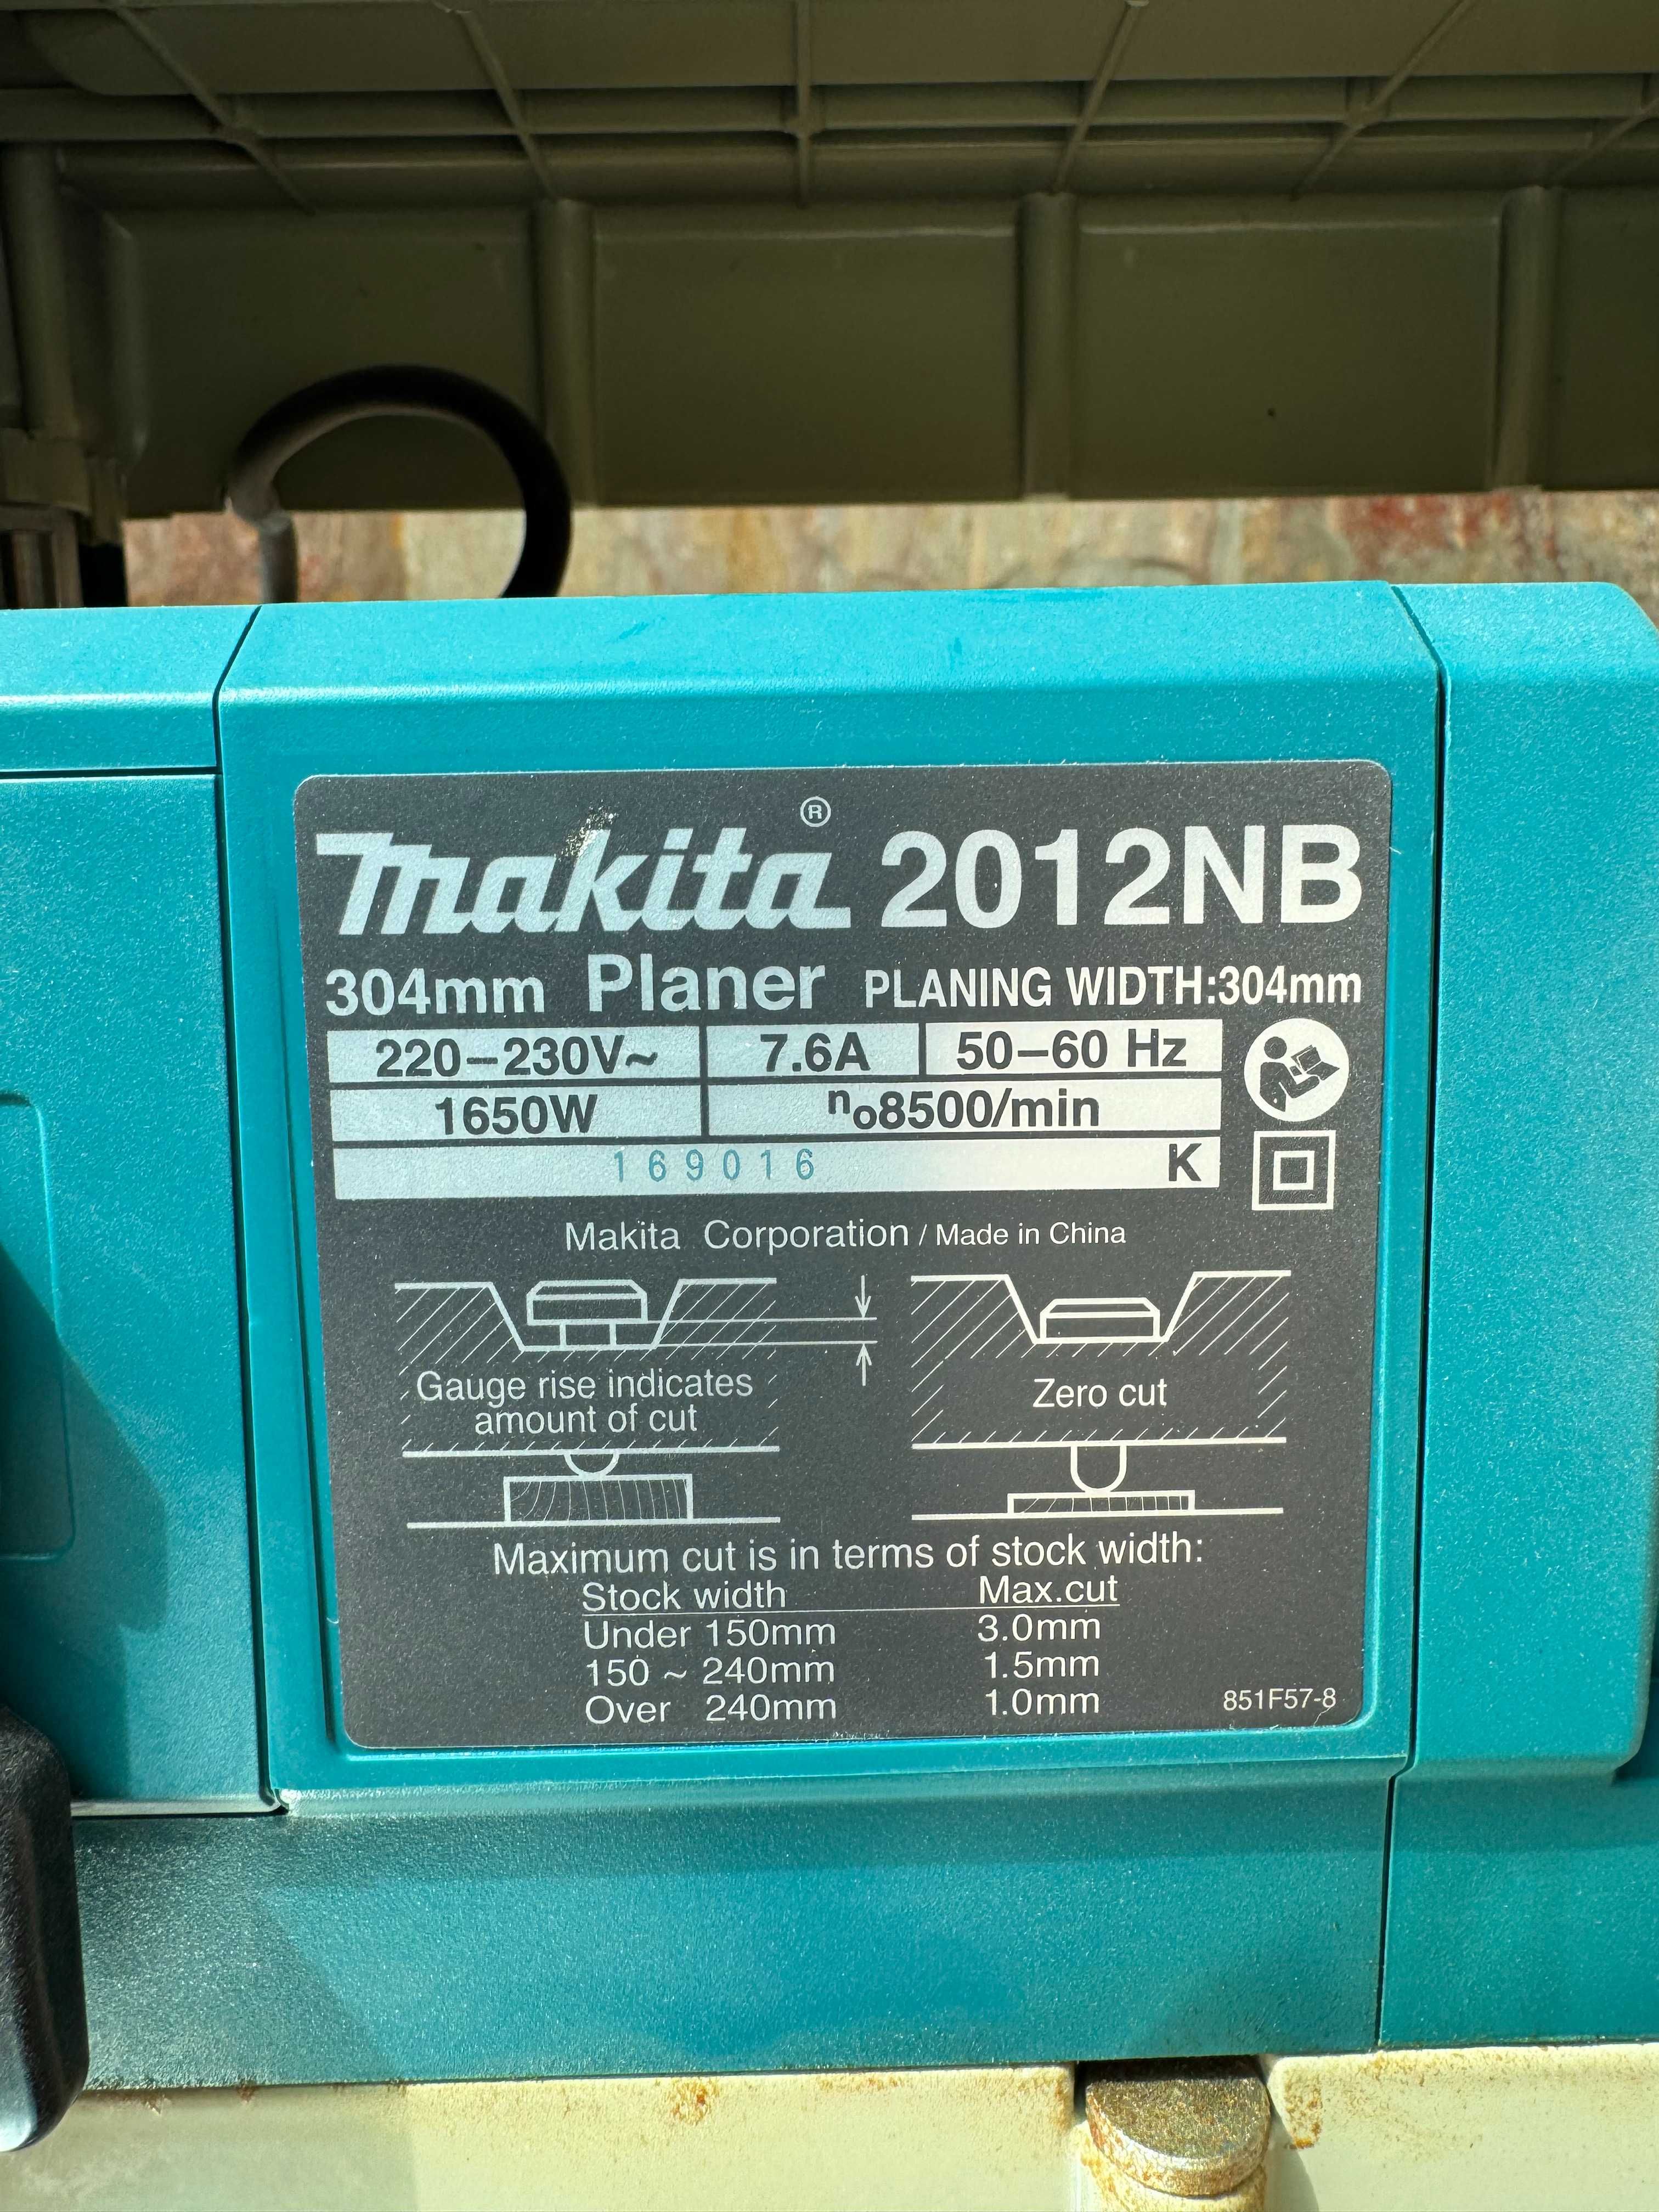 makita® 2012NB
304mm Planer PLANING WIDTH:304mm
220–230V~ 7.6A 50–60 Hz
1650W no8500/min
169016 K
Makita Corporation / Made in China
Gauge rise indicates
amount of cut
Zero cut
Maximum cut is in terms of stock width:
Stock width Max.cut
Under 150mm 3.0mm
150 ~ 240mm 1.5mm
Over 240mm 1.0mm
851F57-8